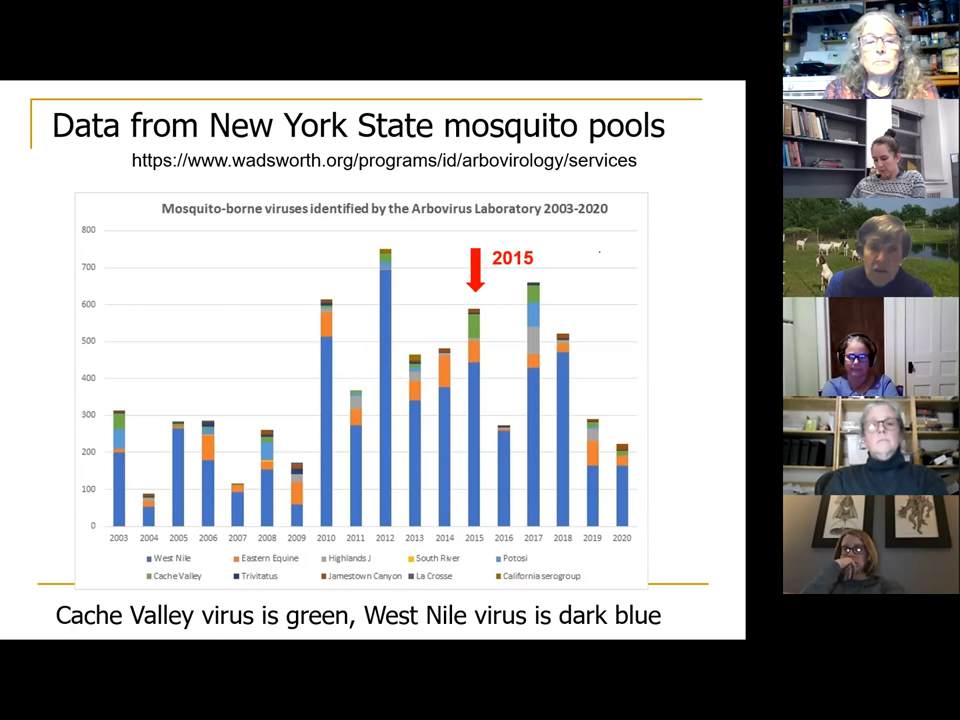 Data from New York State mosquito pools
https://www.wadsworth.org/programs/id/arbovirology/services
Mosquito-borne viruses identified by the Arbovirus Laboratory 2003-2020
800
700
600
500
400
300
200
100
0
2015
2003 2004 2005 2006 2007 2008 2009 2010 2011 2012 2013 2014 2015 2016 2017 2018 2019 2020
West Nile Eastern Equine Highlands J South River Potosi
Cache Valley Trivitatus Jamestown Canyon La Crosse California serogroup
Cache Valley virus is green, West Nile virus is dark blue